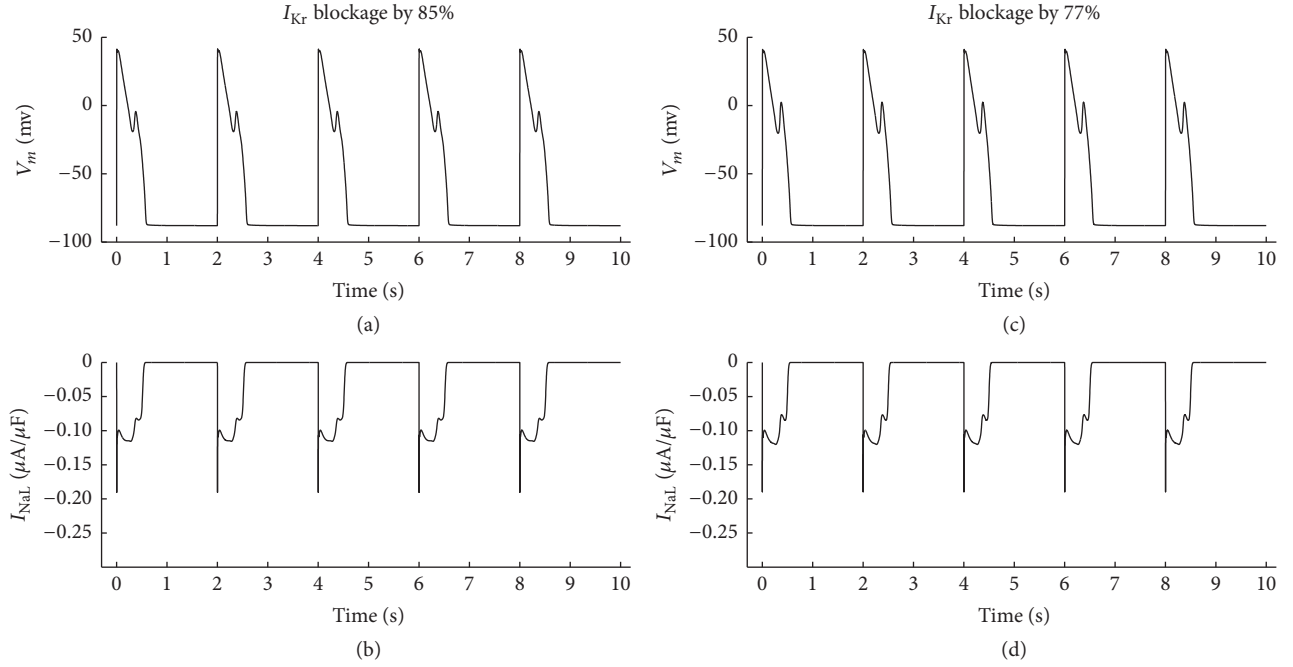 I_Kr blockage by 85%
50
0
−50
−100
V_m (mv)
0 1 2 3 4 5 6 7 8 9 10
Time (s)
(a)
0
−0.05
−0.10
−0.15
−0.20
−0.25
I_NaL (μA/μF)
0 1 2 3 4 5 6 7 8 9 10
Time (s)
(b)
I_Kr blockage by 77%
50
0
−50
−100
V_m (mv)
0 1 2 3 4 5 6 7 8 9 10
Time (s)
(c)
0
−0.05
−0.10
−0.15
−0.20
−0.25
I_NaL (μA/μF)
0 1 2 3 4 5 6 7 8 9 10
Time (s)
(d)